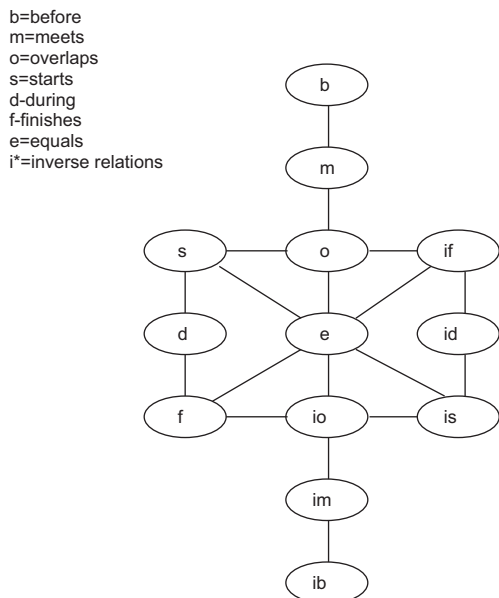 b=before
m=meets
o=overlaps
s=starts
d-during
f-finishes
e=equals
i*=inverse relations
b
m
s o if
d e id
f io is
im
ib